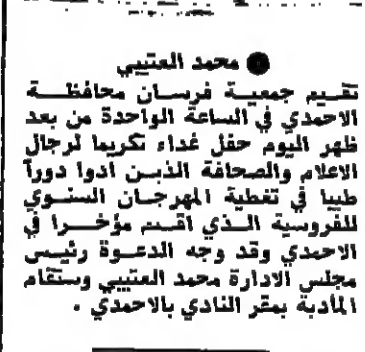 ● محمد العتيبي
تقيم جمعية فرسان محافظة
الاحمدي في الساعة الواحدة من بعد
ظهر اليوم حفل غداء تكريما لرجال
الاعلام والصحافة الذين ادوا دوراً
طيبا في تغطية المهرجان السنوي
للفروسية الذي اقيم مؤخرا في
الاحمدي وقد وجه الدعوة رئيس
مجلس الادارة محمد العتيبي وستقام
المأدبة بمقر النادي بالاحمدي .